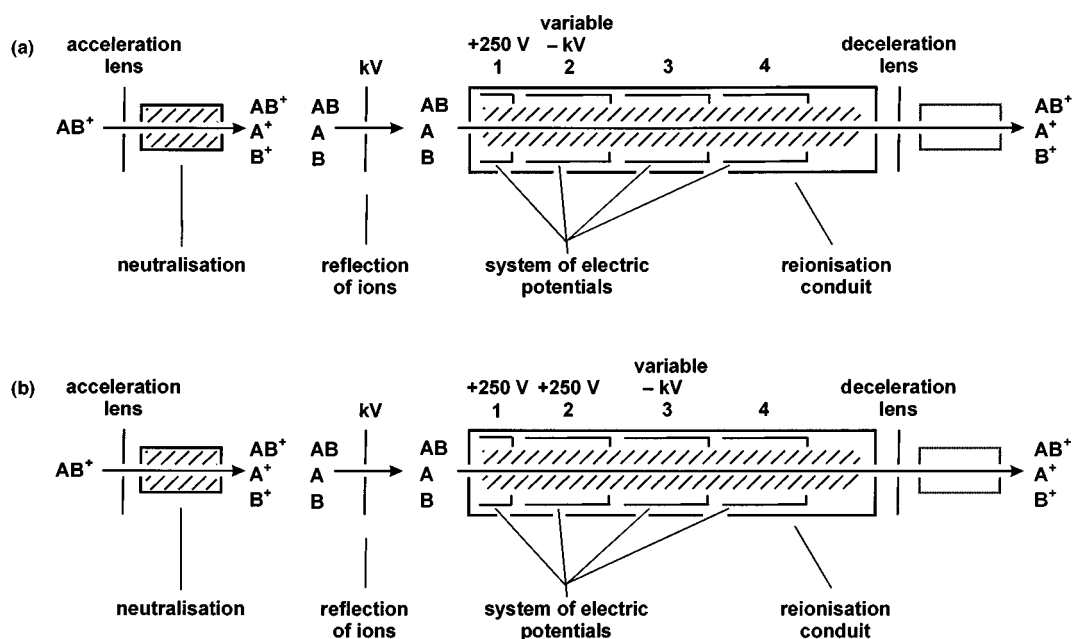 (a)
acceleration
lens
kV
+250 V
variable
– kV
1
2
3
4
deceleration
lens
AB⁺
AB⁺
A⁺
B⁺
AB
A
B
AB
A
B
AB⁺
A⁺
B⁺
neutralisation
reflection
of ions
system of electric
potentials
reionisation
conduit
(b)
acceleration
lens
kV
+250 V
+250 V
variable
– kV
1
2
3
4
deceleration
lens
AB⁺
AB⁺
A⁺
B⁺
AB
A
B
AB
A
B
AB⁺
A⁺
B⁺
neutralisation
reflection
of ions
system of electric
potentials
reionisation
conduit